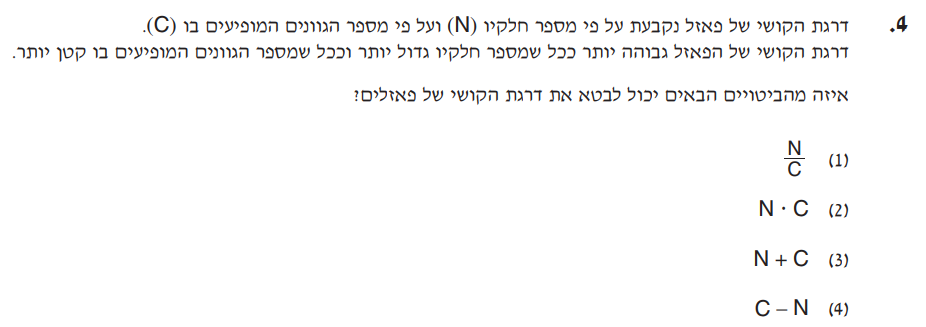 4. דרגת הקושי של פאזל נקבעת על פי מספר חלקיו (N) ועל פי מספר הגוונים המופיעים בו (C).
דרגת הקושי של הפאזל גבוהה יותר ככל שמספר חלקיו גדול יותר וככל שמספר הגוונים המופיעים בו קטן יותר.
איזה מהביטויים הבאים יכול לבטא את דרגת הקושי של פאזלים?
(1) N/C
(2) N · C
(3) N + C
(4) C – N